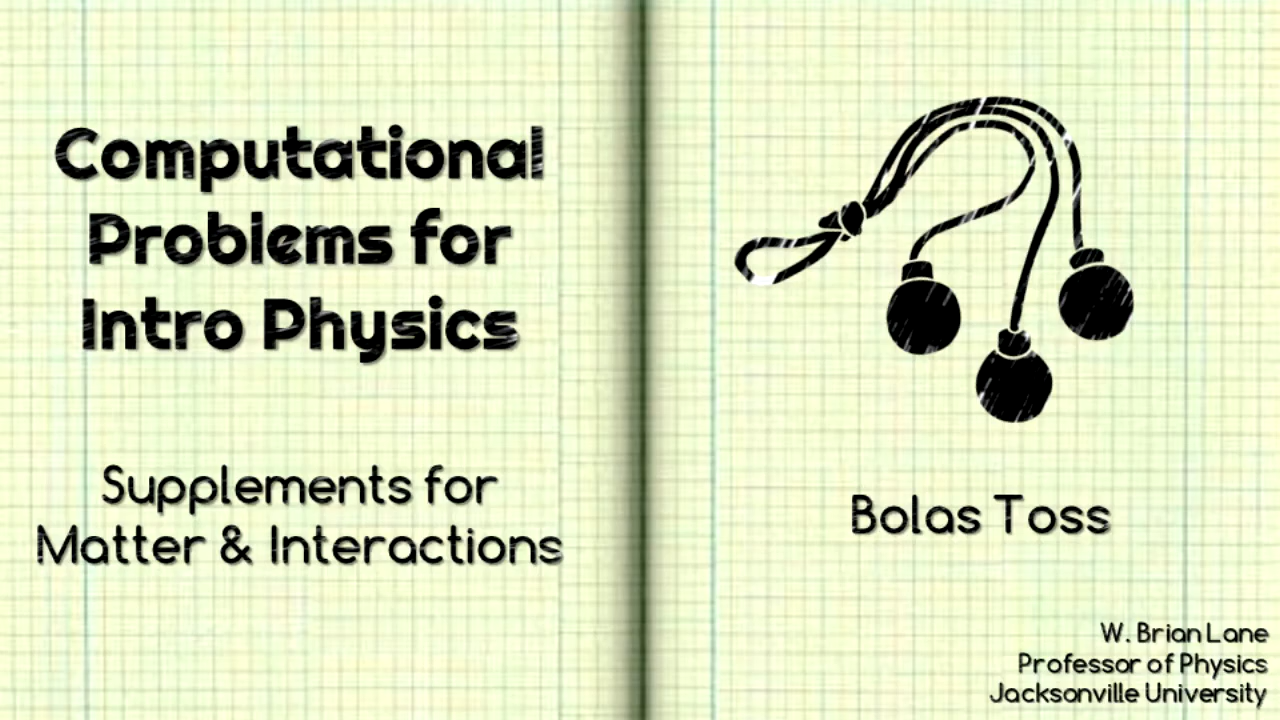 Computational
Problems for
Intro Physics
Supplements for
Matter & Interactions
Bolas Toss
W. Brian Lane
Professor of Physics
Jacksonville University